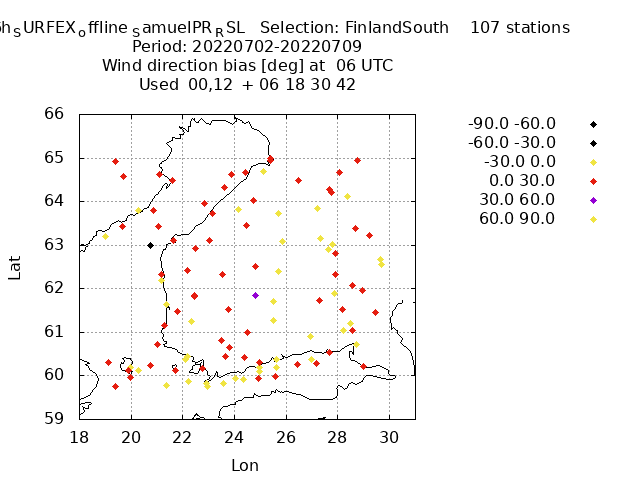 h_SURFEX_offline_SamuelPR_RSL Selection: FinlandSouth 107 stations
Period: 20220702-20220709
Wind direction bias [deg] at 06 UTC
Used 00,12 + 06 18 30 42
-90.0 -60.0
-60.0 -30.0
-30.0 0.0
0.0 30.0
30.0 60.0
60.0 90.0
66
65
64
63
62
61
60
59
Lat
18 20 22 24 26 28 30
Lon